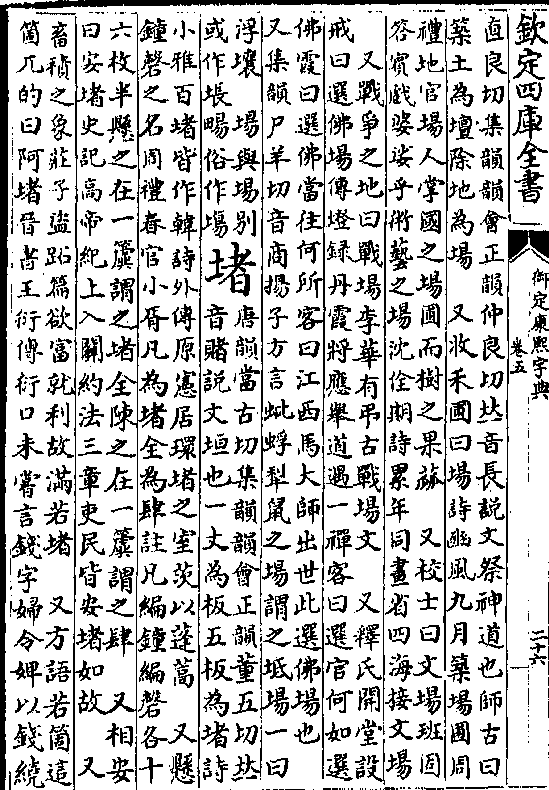 欽定四庫全書
御定康熙字典
卷五
二十六
直良切集韻韻會正韻仲良切𠀤音長說文祭神道也師古曰
築土為壇除地為場　又收禾圃曰場詩豳風九月築場圃周
禮地官場人掌國之場圃而樹之果蓏　又校士曰文場班固
答賓戲婆娑乎術藝之場沈佺期詩累年同畫省四海接文場
　又戰爭之地曰戰場李華有弔古戰場文　又釋氏開堂設
戒曰選佛場傳燈錄丹霞將應舉道遇一禪客曰選官何如選
佛霞曰選佛當往何所客曰江西馬大師出世此選佛場也
又集韻尸羊切音商揚子方言蚍蜉犁鼠之場謂之坻場一曰
浮壤　場與塲別
或作塲畼俗作塲
堵
唐韻當古切集韻韻會正韻董五切𠀤
音賭說文垣也一丈為板五板為堵詩
小雅百堵皆作韓詩外傳原憲居環堵之室茨以蓬蒿　又懸
鐘磬之名周禮春官小胥凡為堵全為肆註凡編鐘編磬各十
六枚半懸之在一簴謂之堵全陳之在一簴謂之肆　又相安
曰安堵史記高帝紀上入關約法三章吏民皆安堵如故　又
畜積之象莊子盜跖篇欲富就利故滿若堵　又方語若箇這
箇兀的曰阿堵晉書王衍傳衍口未嘗言錢字婦令婢以錢繞